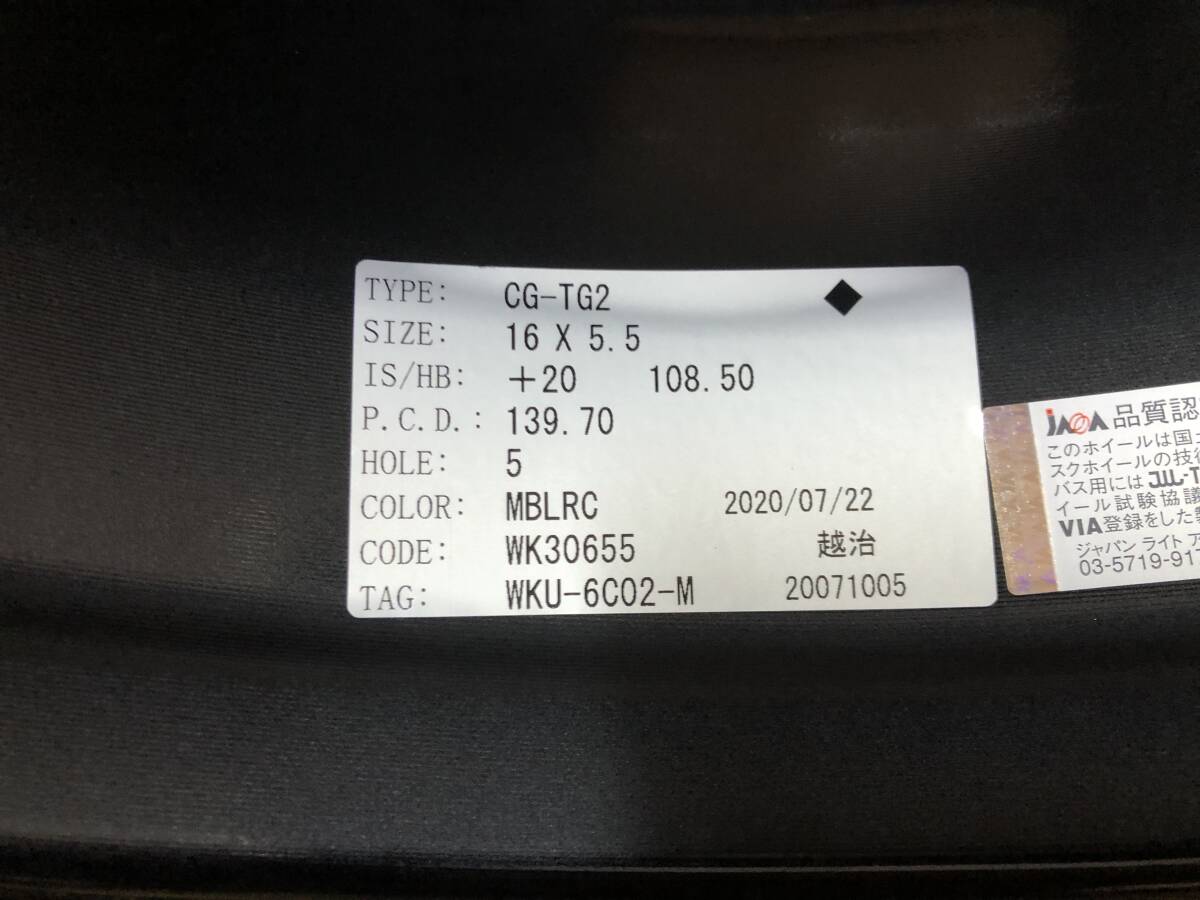 TYPE: CG-TG2 ◆
SIZE: 16 X 5.5
IS/HB: +20 108.50
P.C.D.: 139.70
HOLE: 5
COLOR: MBLRC 2020/07/22
CODE: WK30655 越治
TAG: WKU-6C02-M 20071005
JAWA 品質認
このホイールは国
スクホイールの技
バス用には JWL-T
イール試験協議
VIA登録をした
ジャパン ライト ア
03-5719-91